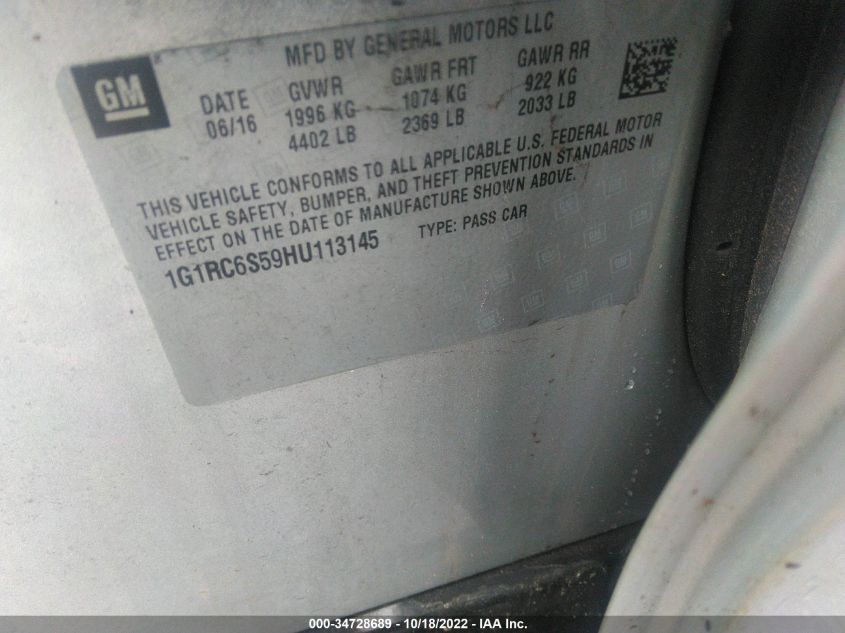 MFD BY GENERAL MOTORS LLC
GM
DATE GVWR GAWR FRT GAWR RR
06/16 1996 KG 1074 KG 922 KG
4402 LB 2369 LB 2033 LB
THIS VEHICLE CONFORMS TO ALL APPLICABLE U.S. FEDERAL MOTOR
VEHICLE SAFETY, BUMPER, AND THEFT PREVENTION STANDARDS IN
EFFECT ON THE DATE OF MANUFACTURE SHOWN ABOVE.
1G1RC6S59HU113145 TYPE: PASS CAR
000-34728689 - 10/18/2022 - IAA Inc.